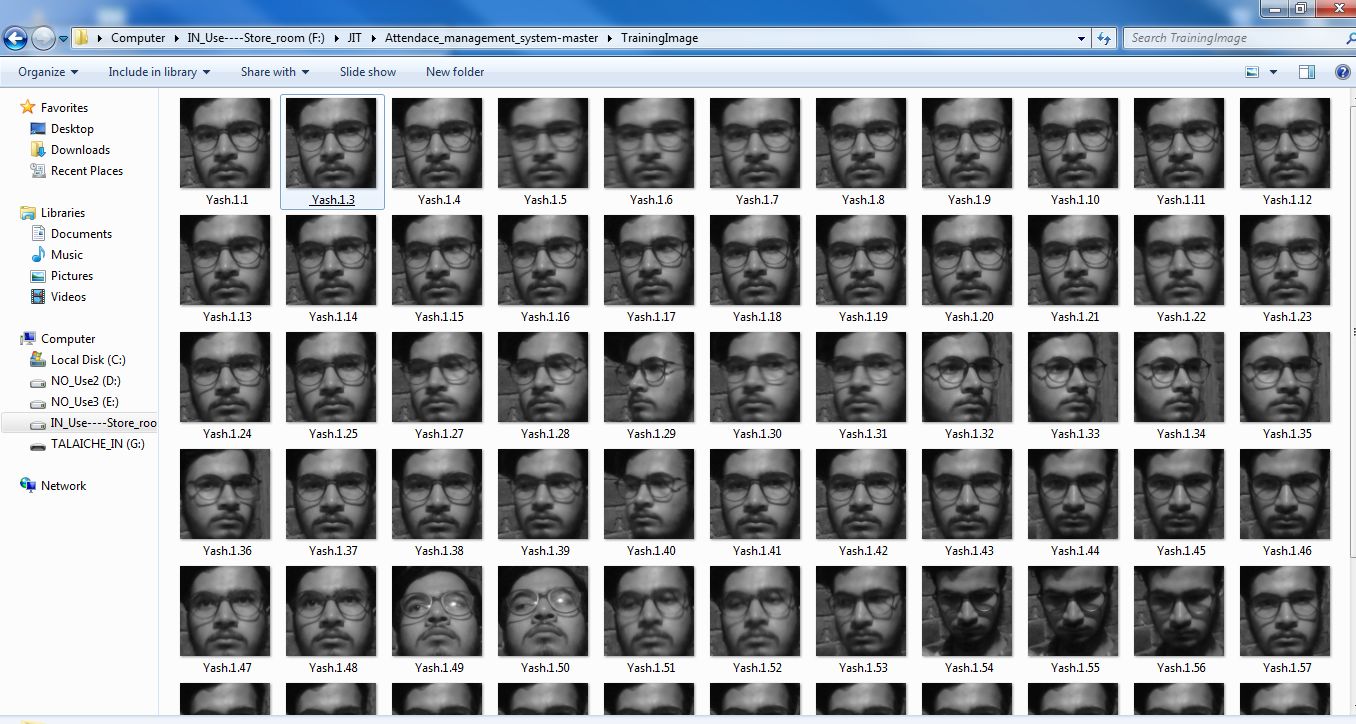 Computer IN_Use----Store_room (F:) JIT Attendace_management_system-master TrainingImage
Search TrainingImage
Organize Include in library Share with Slide show New folder
Favorites
Desktop
Downloads
Recent Places
Libraries
Documents
Music
Pictures
Videos
Computer
Local Disk (C:)
NO_Use2 (D:)
NO_Use3 (E:)
IN_Use----Store_roo
TALAICHE_IN (G:)
Network
Yash.1.1 Yash.1.3 Yash.1.4 Yash.1.5 Yash.1.6 Yash.1.7 Yash.1.8 Yash.1.9 Yash.1.10 Yash.1.11 Yash.1.12
Yash.1.13 Yash.1.14 Yash.1.15 Yash.1.16 Yash.1.17 Yash.1.18 Yash.1.19 Yash.1.20 Yash.1.21 Yash.1.22 Yash.1.23
Yash.1.24 Yash.1.25 Yash.1.27 Yash.1.28 Yash.1.29 Yash.1.30 Yash.1.31 Yash.1.32 Yash.1.33 Yash.1.34 Yash.1.35
Yash.1.36 Yash.1.37 Yash.1.38 Yash.1.39 Yash.1.40 Yash.1.41 Yash.1.42 Yash.1.43 Yash.1.44 Yash.1.45 Yash.1.46
Yash.1.47 Yash.1.48 Yash.1.49 Yash.1.50 Yash.1.51 Yash.1.52 Yash.1.53 Yash.1.54 Yash.1.55 Yash.1.56 Yash.1.57